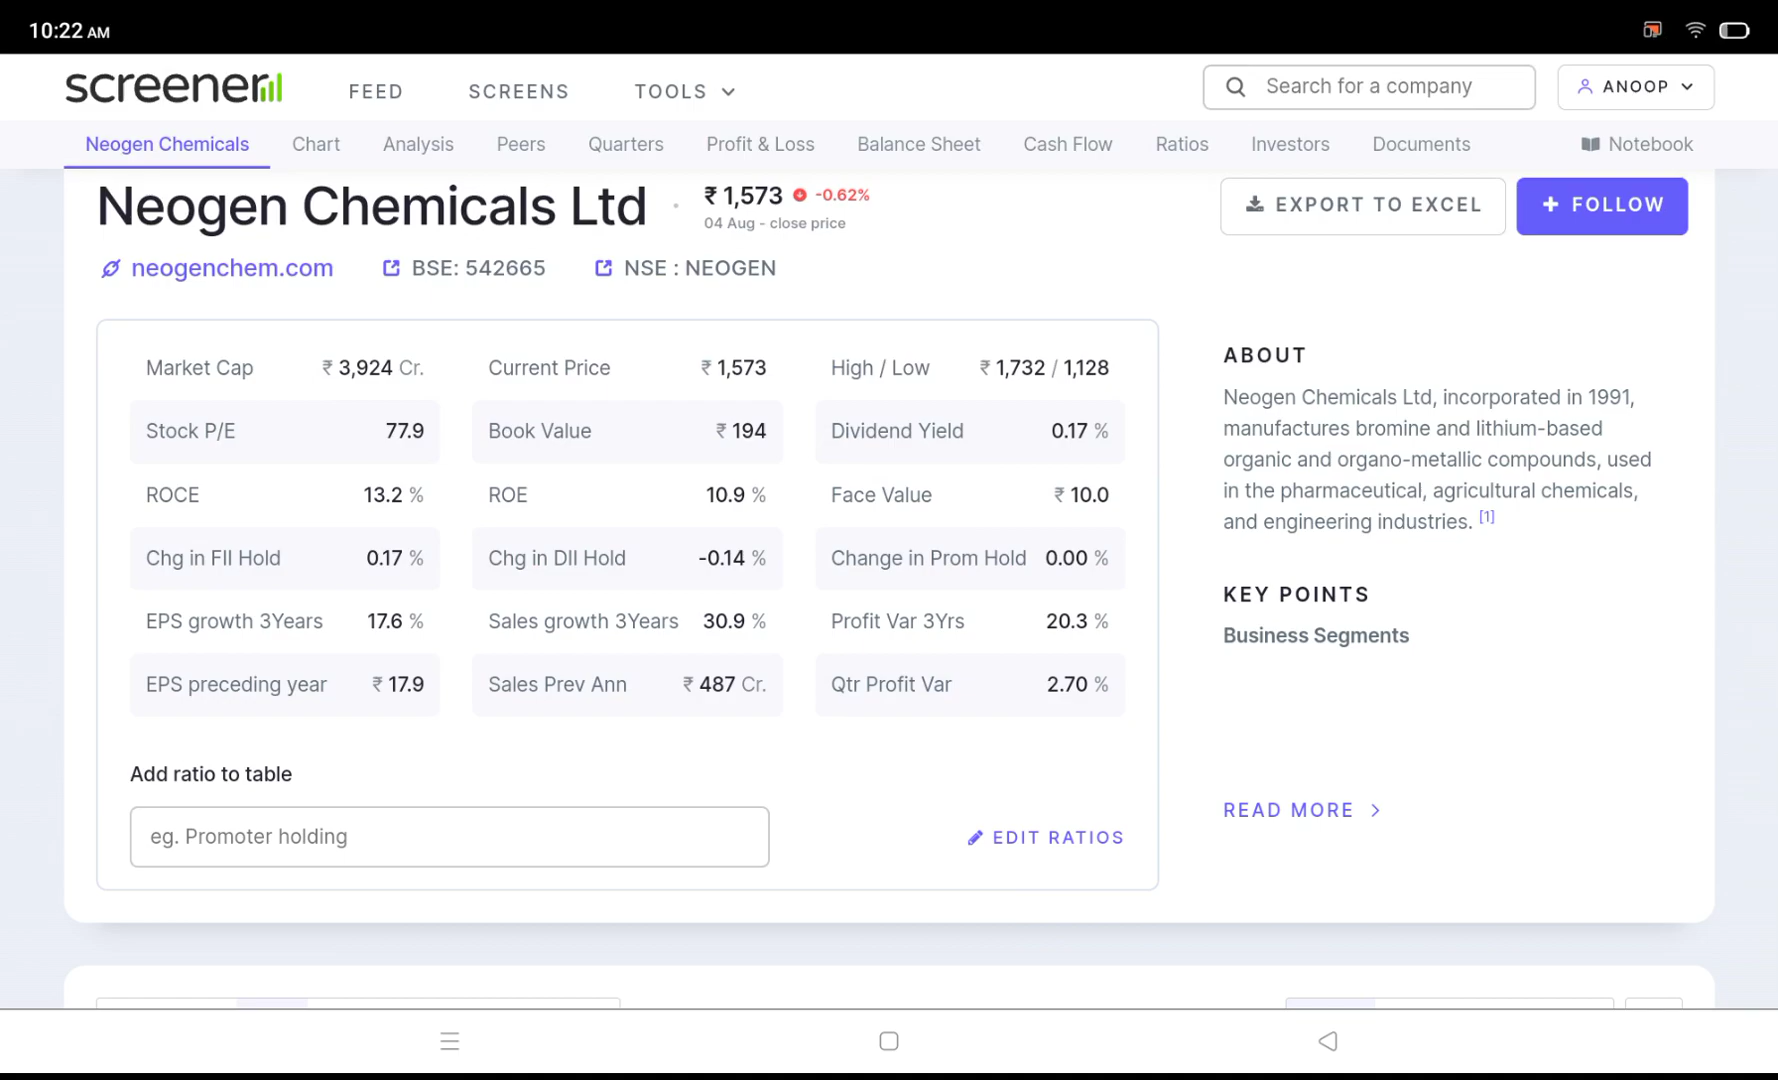 10:22 AM
screener
FEED
SCREENS
TOOLS
Search for a company
ANOOP
Neogen Chemicals
Chart
Analysis
Peers
Quarters
Profit & Loss
Balance Sheet
Cash Flow
Ratios
Investors
Documents
Notebook
Neogen Chemicals Ltd
₹ 1,573 -0.62%
04 Aug - close price
EXPORT TO EXCEL
+ FOLLOW
neogenchem.com
BSE: 542665
NSE : NEOGEN
Market Cap ₹ 3,924 Cr.
Current Price ₹ 1,573
High / Low ₹ 1,732 / 1,128
Stock P/E 77.9
Book Value ₹ 194
Dividend Yield 0.17 %
ROCE 13.2 %
ROE 10.9 %
Face Value ₹ 10.0
Chg in FII Hold 0.17 %
Chg in DII Hold -0.14 %
Change in Prom Hold 0.00 %
EPS growth 3Years 17.6 %
Sales growth 3Years 30.9 %
Profit Var 3Yrs 20.3 %
EPS preceding year ₹ 17.9
Sales Prev Ann ₹ 487 Cr.
Qtr Profit Var 2.70 %
Add ratio to table
eg. Promoter holding
EDIT RATIOS
ABOUT
Neogen Chemicals Ltd, incorporated in 1991,
manufactures bromine and lithium-based
organic and organo-metallic compounds, used
in the pharmaceutical, agricultural chemicals,
and engineering industries. [1]
KEY POINTS
Business Segments
READ MORE